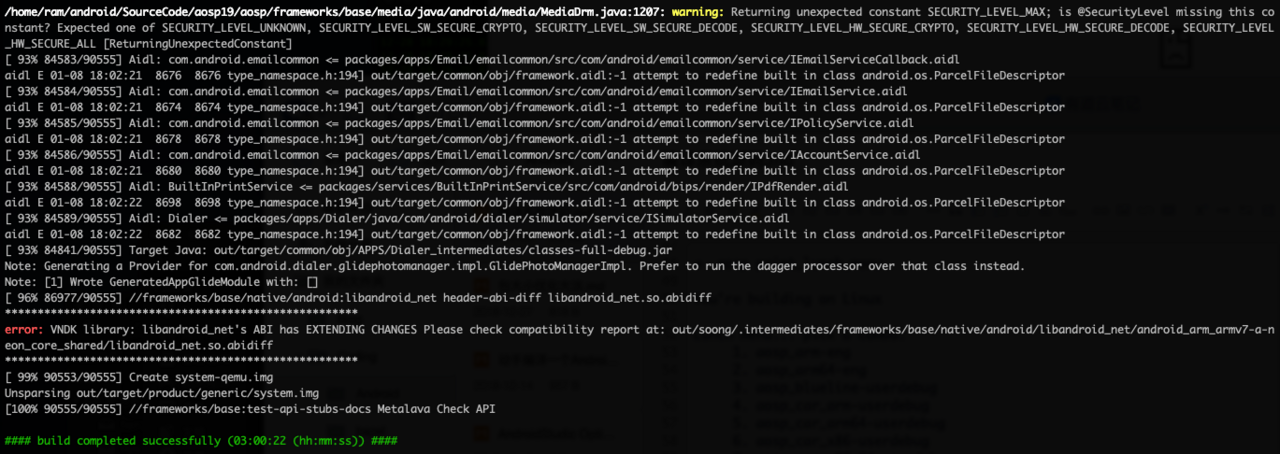 /home/ram/android/SourceCode/aosp19/aosp/frameworks/base/media/java/android/media/MediaDrm.java:1207: warning: Returning unexpected constant SECURITY_LEVEL_MAX; is @SecurityLevel missing this co
nstant? Expected one of SECURITY_LEVEL_UNKNOWN, SECURITY_LEVEL_SW_SECURE_CRYPTO, SECURITY_LEVEL_SW_SECURE_DECODE, SECURITY_LEVEL_HW_SECURE_CRYPTO, SECURITY_LEVEL_HW_SECURE_DECODE, SECURITY_LEVEL
_HW_SECURE_ALL [ReturningUnexpectedConstant]
[ 93% 84583/90555] Aidl: com.android.emailcommon <= packages/apps/Email/emailcommon/src/com/android/emailcommon/service/IEmailServiceCallback.aidl
aidl E 01-08 18:02:21  8676  8676 type_namespace.h:194] out/target/common/obj/framework.aidl:-1 attempt to redefine built in class android.os.ParcelFileDescriptor
[ 93% 84584/90555] Aidl: com.android.emailcommon <= packages/apps/Email/emailcommon/src/com/android/emailcommon/service/IEmailService.aidl
aidl E 01-08 18:02:21  8674  8674 type_namespace.h:194] out/target/common/obj/framework.aidl:-1 attempt to redefine built in class android.os.ParcelFileDescriptor
[ 93% 84585/90555] Aidl: com.android.emailcommon <= packages/apps/Email/emailcommon/src/com/android/emailcommon/service/IPolicyService.aidl
aidl E 01-08 18:02:21  8678  8678 type_namespace.h:194] out/target/common/obj/framework.aidl:-1 attempt to redefine built in class android.os.ParcelFileDescriptor
[ 93% 84586/90555] Aidl: com.android.emailcommon <= packages/apps/Email/emailcommon/src/com/android/emailcommon/service/IAccountService.aidl
aidl E 01-08 18:02:21  8680  8680 type_namespace.h:194] out/target/common/obj/framework.aidl:-1 attempt to redefine built in class android.os.ParcelFileDescriptor
[ 93% 84588/90555] Aidl: BuiltInPrintService <= packages/services/BuiltInPrintService/src/com/android/bips/render/IPdfRender.aidl
aidl E 01-08 18:02:22  8698  8698 type_namespace.h:194] out/target/common/obj/framework.aidl:-1 attempt to redefine built in class android.os.ParcelFileDescriptor
[ 93% 84589/90555] Aidl: Dialer <= packages/apps/Dialer/java/com/android/dialer/simulator/service/ISimulatorService.aidl
aidl E 01-08 18:02:22  8682  8682 type_namespace.h:194] out/target/common/obj/framework.aidl:-1 attempt to redefine built in class android.os.ParcelFileDescriptor
[ 93% 84841/90555] Target Java: out/target/common/obj/APPS/Dialer_intermediates/classes-full-debug.jar
Note: Generating a Provider for com.android.dialer.glidephotomanager.impl.GlidePhotoManagerImpl. Prefer to run the dagger processor over that class instead.
Note: [1] Wrote GeneratedAppGlideModule with: []
[ 96% 86977/90555] //frameworks/base/native/android:libandroid_net header-abi-diff libandroid_net.so.abidiff
******************************************************
error: VNDK library: libandroid_net's ABI has EXTENDING CHANGES Please check compatibility report at: out/soong/.intermediates/frameworks/base/native/android/libandroid_net/android_arm_armv7-a-n
eon_core_shared/libandroid_net.so.abidiff
******************************************************
[ 99% 90553/90555] Create system-qemu.img
Unsparsing out/target/product/generic/system.img
[100% 90555/90555] //frameworks/base:test-api-stubs-docs Metalava Check API
#### build completed successfully (03:00:22 (hh:mm:ss)) ####